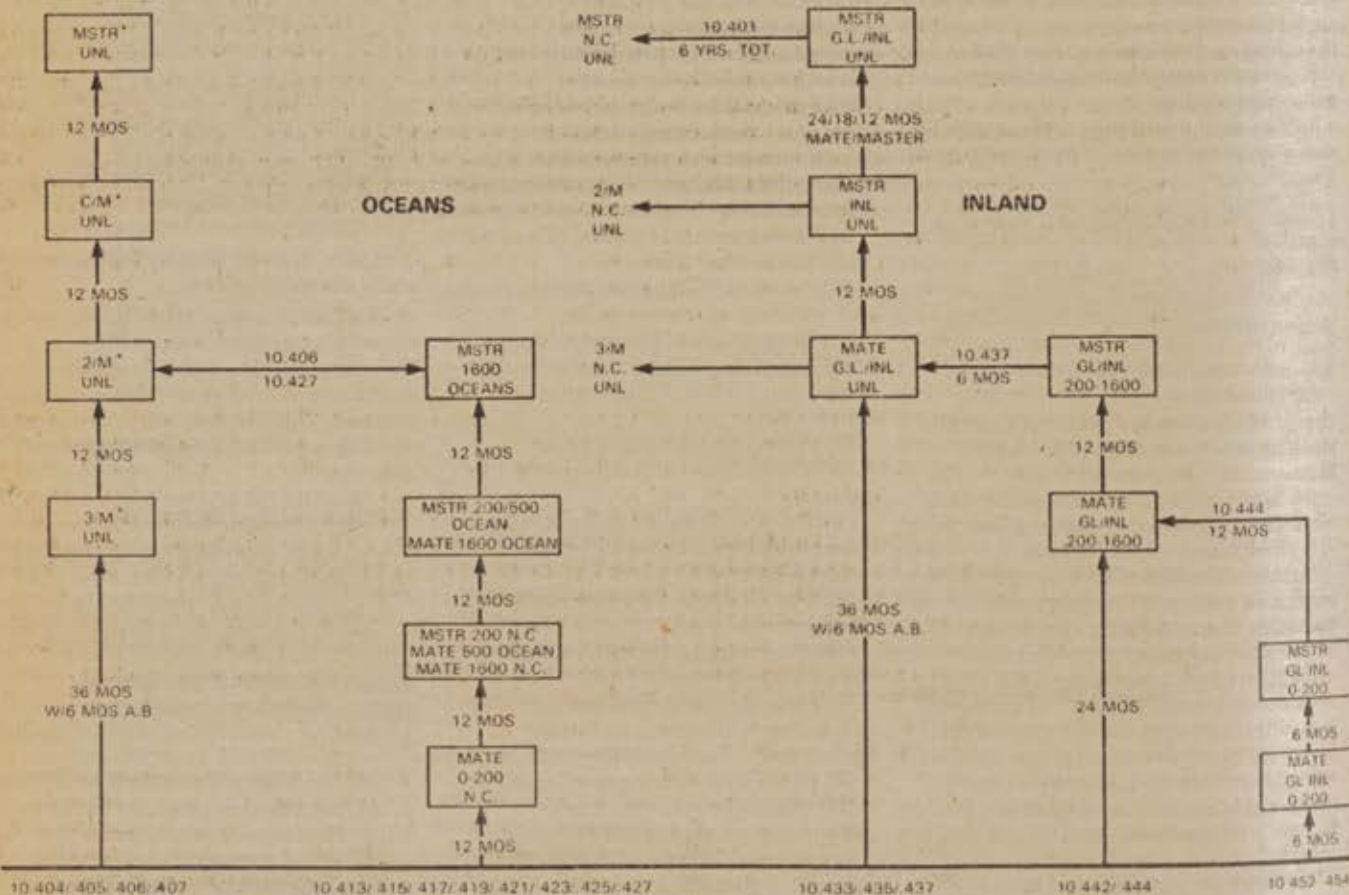 MSTR*
UNL
12 MOS
C/M*
UNL
12 MOS
2/M*
UNL
12 MOS
3/M*
UNL
36 MOS
W/6 MOS A.B.
10.404/ 405/ 406/ 407
OCEANS
10.406
10.427
MSTR
1600
OCEANS
12 MOS
MSTR 200/500
OCEAN
MATE 1600 OCEAN
12 MOS
MSTR 200 N.C
MATE 500 OCEAN
MATE 1600 N.C.
12 MOS
MATE
0-200
N.C.
12 MOS
10.413/ 415/ 417/ 419/ 421/ 423/ 425/ 427
MSTR
N.C.
UNL
10.401
6 YRS. TOT.
MSTR
G.L./INL
UNL
24/18/12 MOS
MATE/MASTER
2/M
N.C.
UNL
MSTR
INL
UNL
INLAND
12 MOS
3/M
N.C.
UNL
MATE
G.L./INL
UNL
10.437
6 MOS
MSTR
GL/INL
200-1600
36 MOS
W/6 MOS A.B.
10.433/435/.437
12 MOS
MATE
GL/INL
200-1600
10.444
12 MOS
24 MOS
10.442/ 444
MSTR
GL INL
0-200
6 MOS
MATE
GL INL
0-200
6 MOS
10 452 454